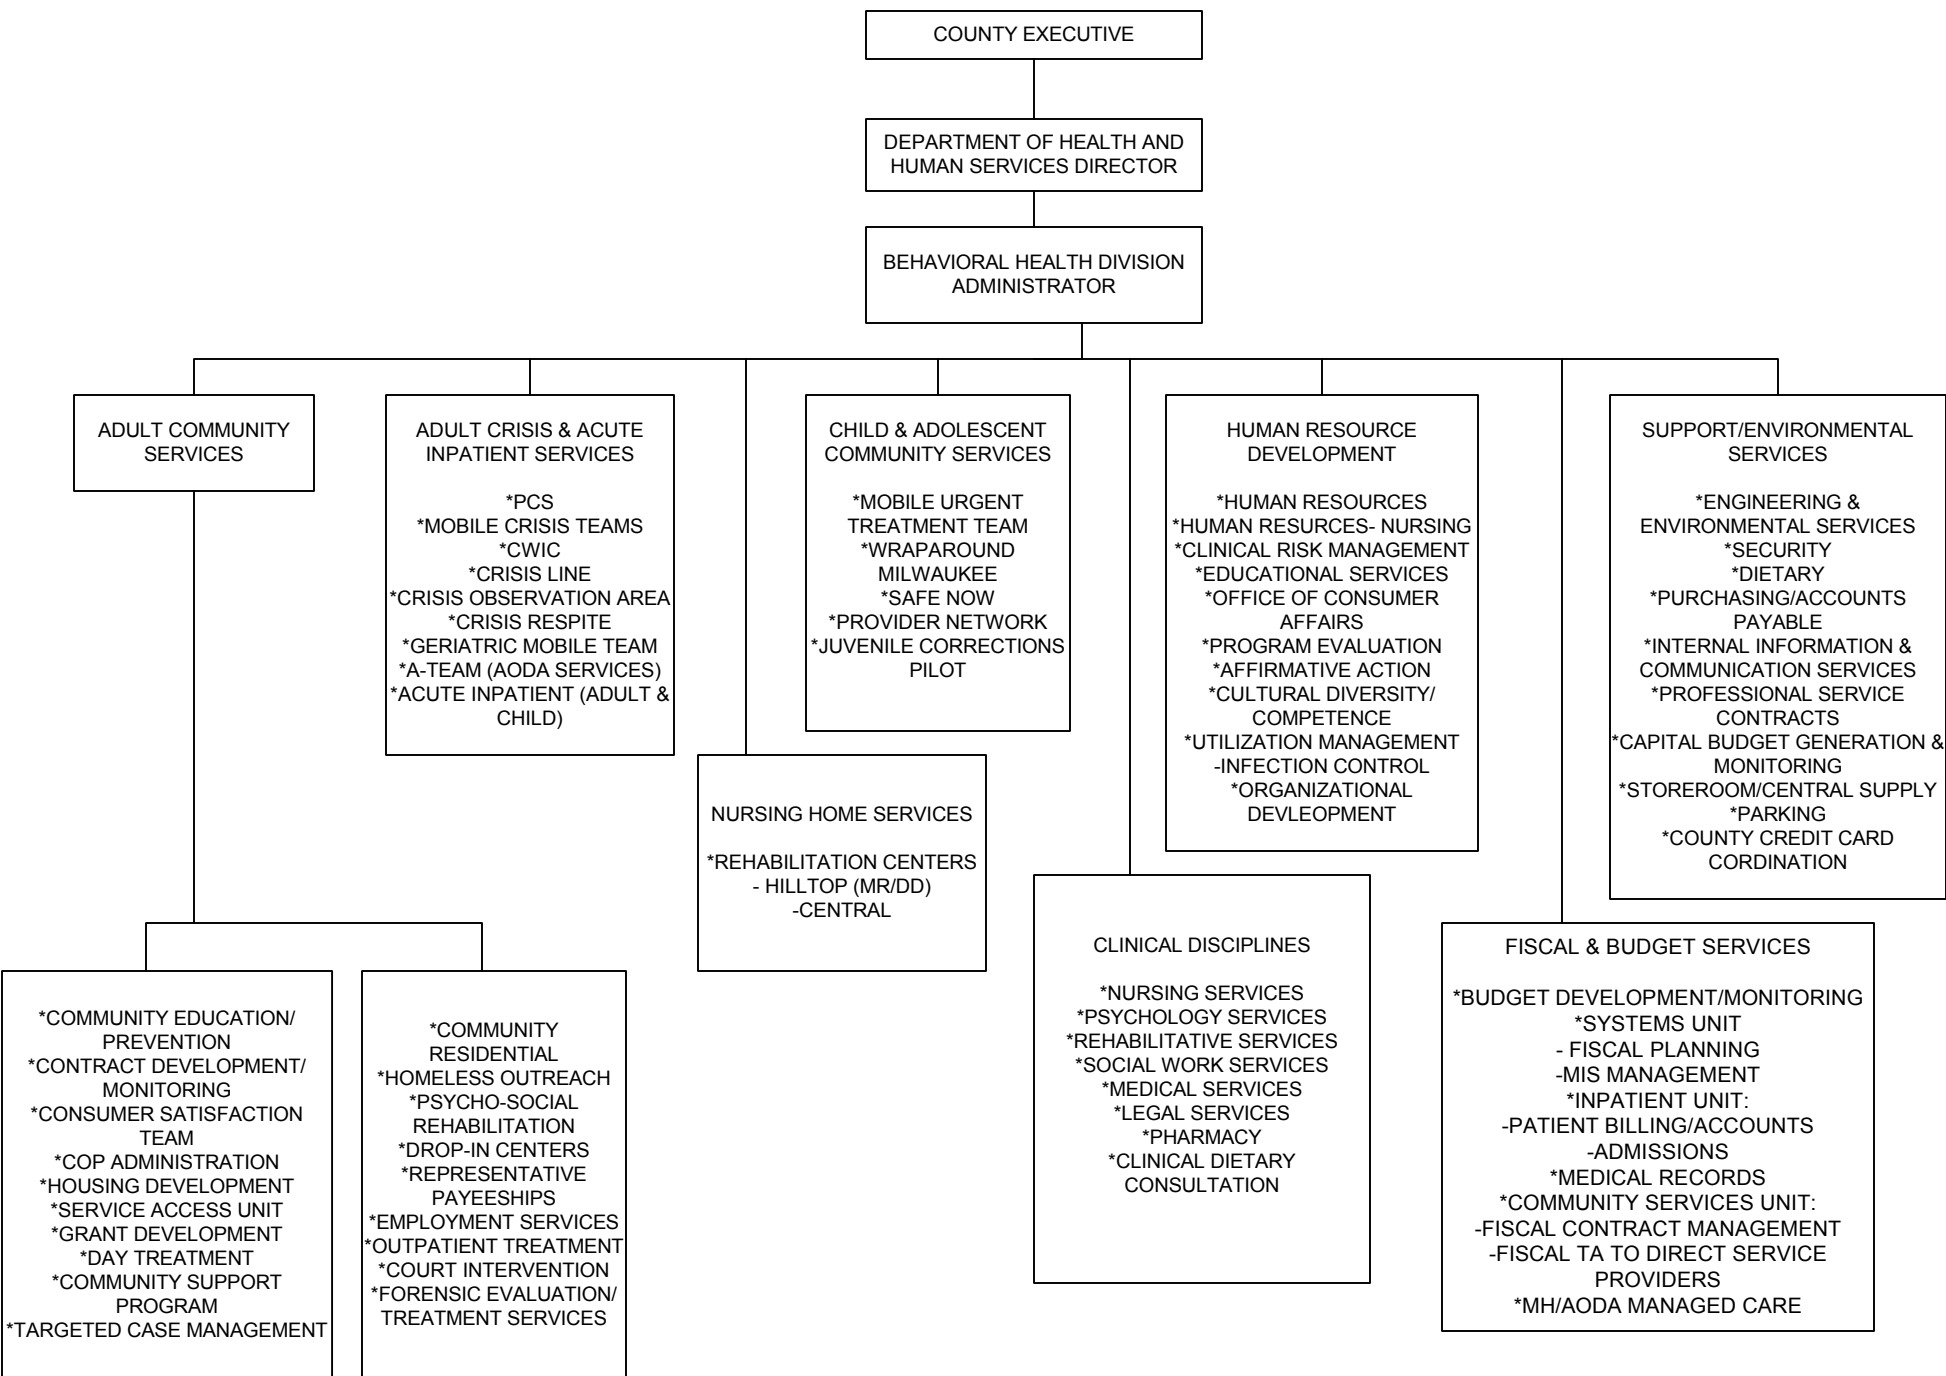 COUNTY EXECUTIVE
DEPARTMENT OF HEALTH AND
HUMAN SERVICES DIRECTOR
BEHAVIORAL HEALTH DIVISION
ADMINISTRATOR
ADULT COMMUNITY
SERVICES
ADULT CRISIS & ACUTE
INPATIENT SERVICES
*PCS
*MOBILE CRISIS TEAMS
*CWIC
*CRISIS LINE
*CRISIS OBSERVATION AREA
*CRISIS RESPITE
*GERIATRIC MOBILE TEAM
*A-TEAM (AODA SERVICES)
*ACUTE INPATIENT (ADULT &
CHILD)
CHILD & ADOLESCENT
COMMUNITY SERVICES
*MOBILE URGENT
TREATMENT TEAM
*WRAPAROUND
MILWAUKEE
*SAFE NOW
*PROVIDER NETWORK
*JUVENILE CORRECTIONS
PILOT
HUMAN RESOURCE
DEVELOPMENT
*HUMAN RESOURCES
*HUMAN RESURCES- NURSING
*CLINICAL RISK MANAGEMENT
*EDUCATIONAL SERVICES
*OFFICE OF CONSUMER
AFFAIRS
*PROGRAM EVALUATION
*AFFIRMATIVE ACTION
*CULTURAL DIVERSITY/
COMPETENCE
*UTILIZATION MANAGEMENT
-INFECTION CONTROL
*ORGANIZATIONAL
DEVLEOPMENT
SUPPORT/ENVIRONMENTAL
SERVICES
*ENGINEERING &
ENVIRONMENTAL SERVICES
*SECURITY
*DIETARY
*PURCHASING/ACCOUNTS
PAYABLE
*INTERNAL INFORMATION &
COMMUNICATION SERVICES
*PROFESSIONAL SERVICE
CONTRACTS
*CAPITAL BUDGET GENERATION &
MONITORING
*STOREROOM/CENTRAL SUPPLY
*PARKING
*COUNTY CREDIT CARD
CORDINATION
NURSING HOME SERVICES
*REHABILITATION CENTERS
- HILLTOP (MR/DD)
-CENTRAL
CLINICAL DISCIPLINES
*NURSING SERVICES
*PSYCHOLOGY SERVICES
*REHABILITATIVE SERVICES
*SOCIAL WORK SERVICES
*MEDICAL SERVICES
*LEGAL SERVICES
*PHARMACY
*CLINICAL DIETARY
CONSULTATION
FISCAL & BUDGET SERVICES
*BUDGET DEVELOPMENT/MONITORING
*SYSTEMS UNIT
- FISCAL PLANNING
-MIS MANAGEMENT
*INPATIENT UNIT:
-PATIENT BILLING/ACCOUNTS
-ADMISSIONS
*MEDICAL RECORDS
*COMMUNITY SERVICES UNIT:
-FISCAL CONTRACT MANAGEMENT
-FISCAL TA TO DIRECT SERVICE
PROVIDERS
*MH/AODA MANAGED CARE
*COMMUNITY EDUCATION/
PREVENTION
*CONTRACT DEVELOPMENT/
MONITORING
*CONSUMER SATISFACTION
TEAM
*COP ADMINISTRATION
*HOUSING DEVELOPMENT
*SERVICE ACCESS UNIT
*GRANT DEVELOPMENT
*DAY TREATMENT
*COMMUNITY SUPPORT
PROGRAM
*TARGETED CASE MANAGEMENT
*COMMUNITY
RESIDENTIAL
*HOMELESS OUTREACH
*PSYCHO-SOCIAL
REHABILITATION
*DROP-IN CENTERS
*REPRESENTATIVE
PAYEESHIPS
*EMPLOYMENT SERVICES
*OUTPATIENT TREATMENT
*COURT INTERVENTION
*FORENSIC EVALUATION/
TREATMENT SERVICES